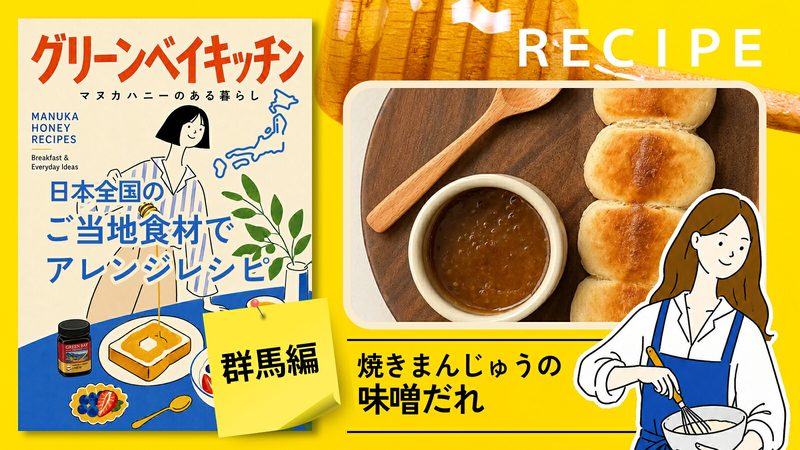 グリーンベイキッチン
マヌカハニーのある暮らし
MANUKA
HONEY
RECIPES
Breakfast &
Everyday Ideas
日本全国の
ご当地食材で
アレンジレシピ
GREEN BAY
群馬編
RECIPE
焼きまんじゅうの
味噌だれ